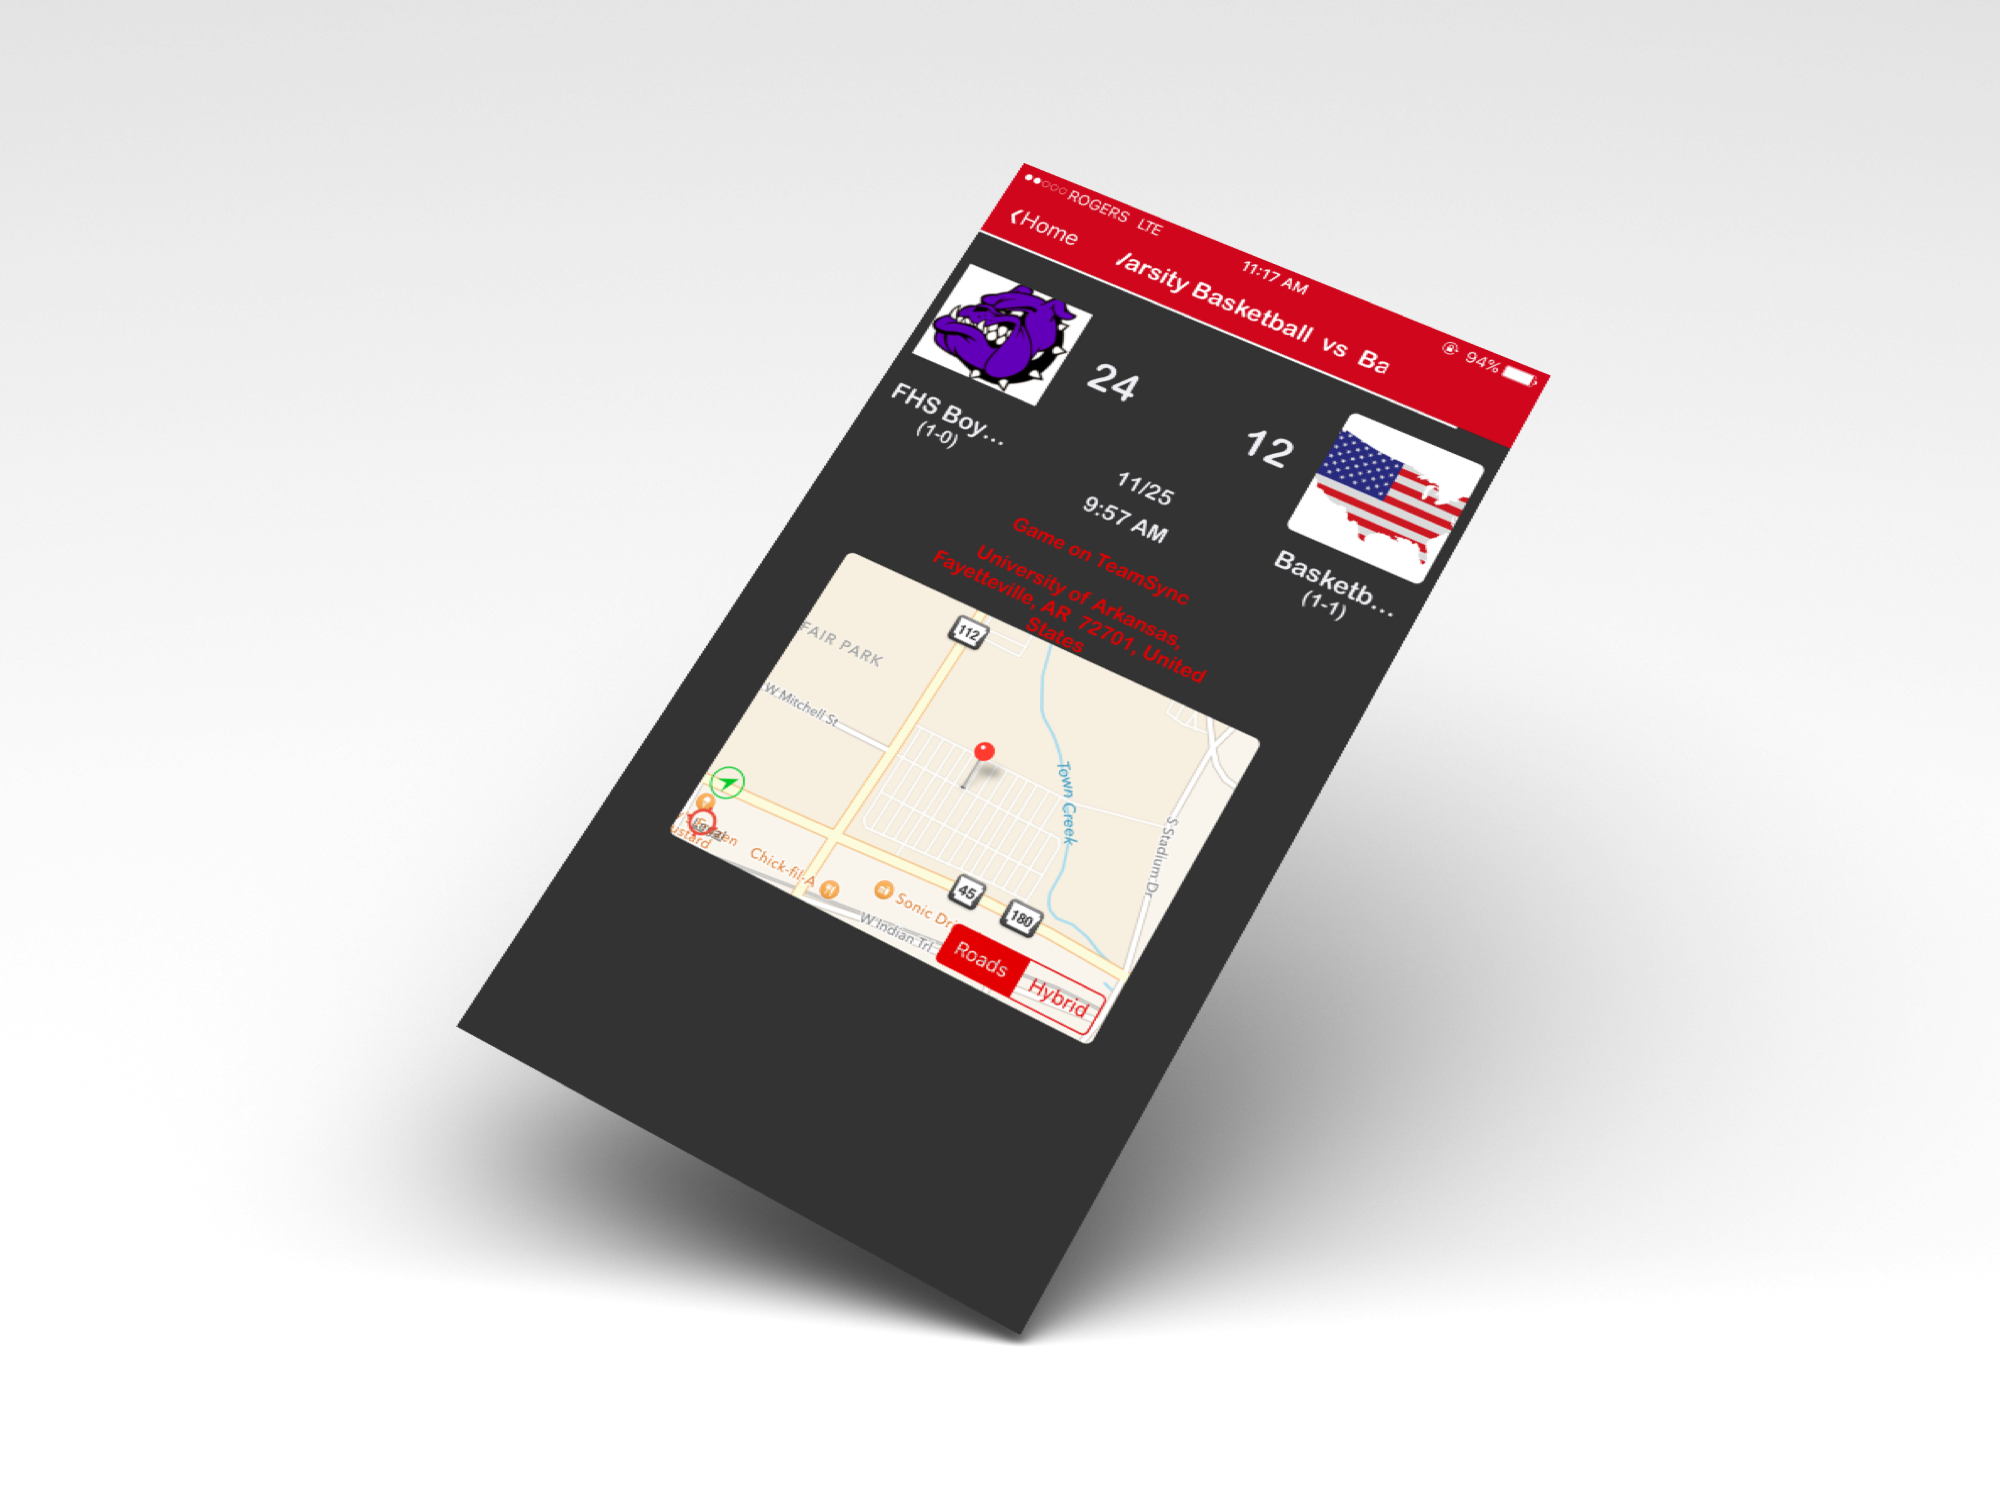 ROGERS LTE
11:17 AM
94%
Home
arsity Basketball vs Ba
24
12
FHS Boy...
(1-0)
Basketb...
(1-1)
11/25
9:57 AM
Game on TeamSync
University of Arkansas,
Fayetteville, AR 72701, United
States
112
FAIR PARK
W Mitchell St
Town Creek
S Stadium Dr
ustard
Chick-fil-A
Sonic Dri
45
180
W Indian Trl
Roads
Hybrid